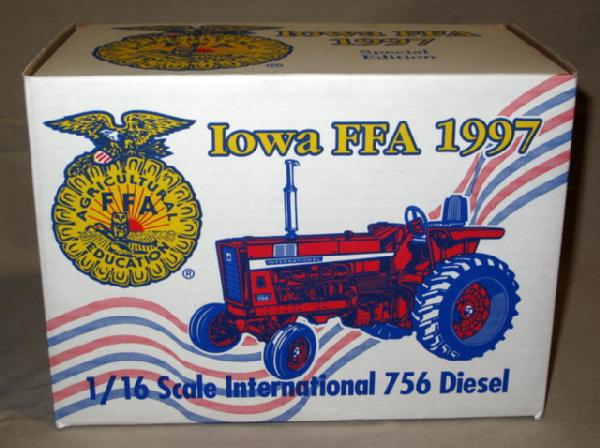 Iowa FFA
1997
Special
Edition
Iowa FFA 1997
AGRICULTURAL
FFA
EDUCATION
®
INTERNATIONAL
756
1/16 Scale International 756 Diesel